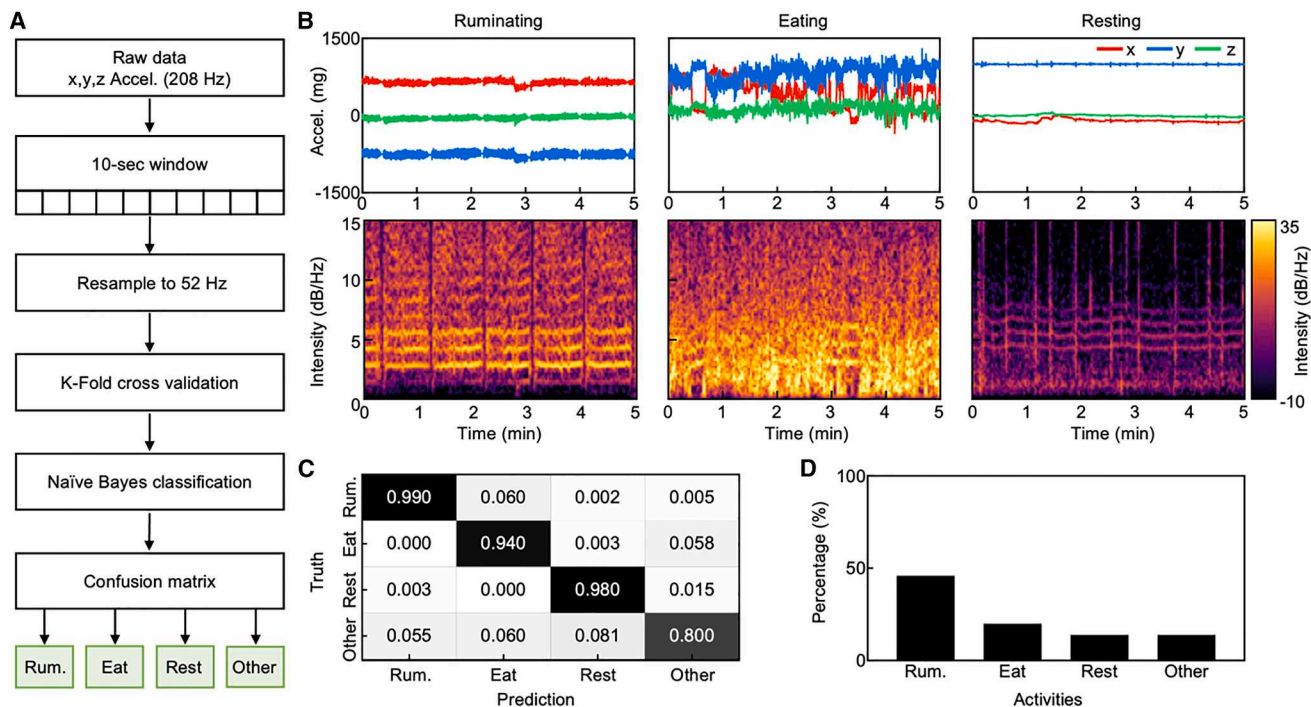 A
Raw data
x,y,z Accel. (208 Hz)
10-sec window
Resample to 52 Hz
K-Fold cross validation
Naïve Bayes classification
Confusion matrix
Rum. Eat Rest Other
B
Ruminating Eating Resting
x y z
Accel. (mg)
1500
0
-1500
0 1 2 3 4 5
0 1 2 3 4 5
0 1 2 3 4 5
Intensity (dB/Hz)
15
10
5
0
0 1 2 3 4 5
0 1 2 3 4 5
0 1 2 3 4 5
Time (min) Time (min) Time (min)
35
-10
Intensity (dB/Hz)
C
Truth
Rum. 0.990 0.060 0.002 0.005
Eat 0.000 0.940 0.003 0.058
Rest 0.003 0.000 0.980 0.015
Other 0.055 0.060 0.081 0.800
Rum. Eat Rest Other
Prediction
D
Percentage (%)
100
50
0
Rum. Eat Rest Other
Activities